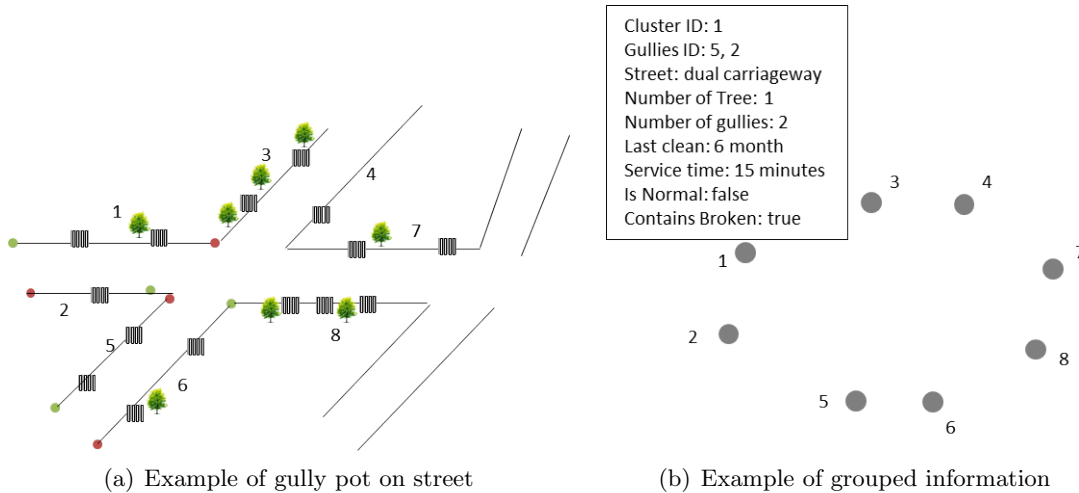 1
2
3
4
5
6
7
8
(a) Example of gully pot on street
Cluster ID: 1
Gullies ID: 5, 2
Street: dual carriageway
Number of Tree: 1
Number of gullies: 2
Last clean: 6 month
Service time: 15 minutes
Is Normal: false
Contains Broken: true
1
2
3
4
5
6
7
8
(b) Example of grouped information